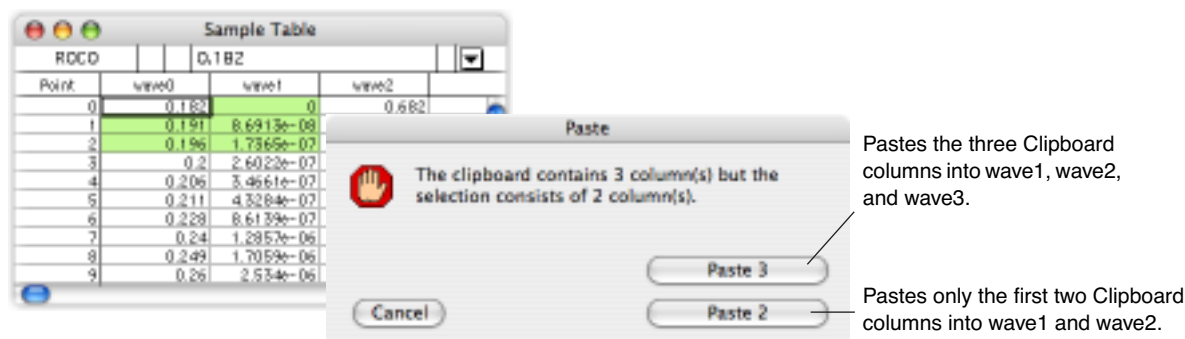 Sample Table
R0C0 0.182
Point wave0 wave1 wave2
0 0.182 0 0.682
1 0.191 8.6913e-08
2 0.196 1.7365e-07
3 0.2 2.6022e-07
4 0.206 3.4661e-07
5 0.211 4.3284e-07
6 0.228 8.6139e-07
7 0.24 1.2857e-06
8 0.249 1.7059e-06
9 0.26 2.534e-06
Paste
The clipboard contains 3 column(s) but the
selection consists of 2 column(s).
Paste 3
Cancel
Paste 2
Pastes the three Clipboard
columns into wave1, wave2,
and wave3.
Pastes only the first two Clipboard
columns into wave1 and wave2.